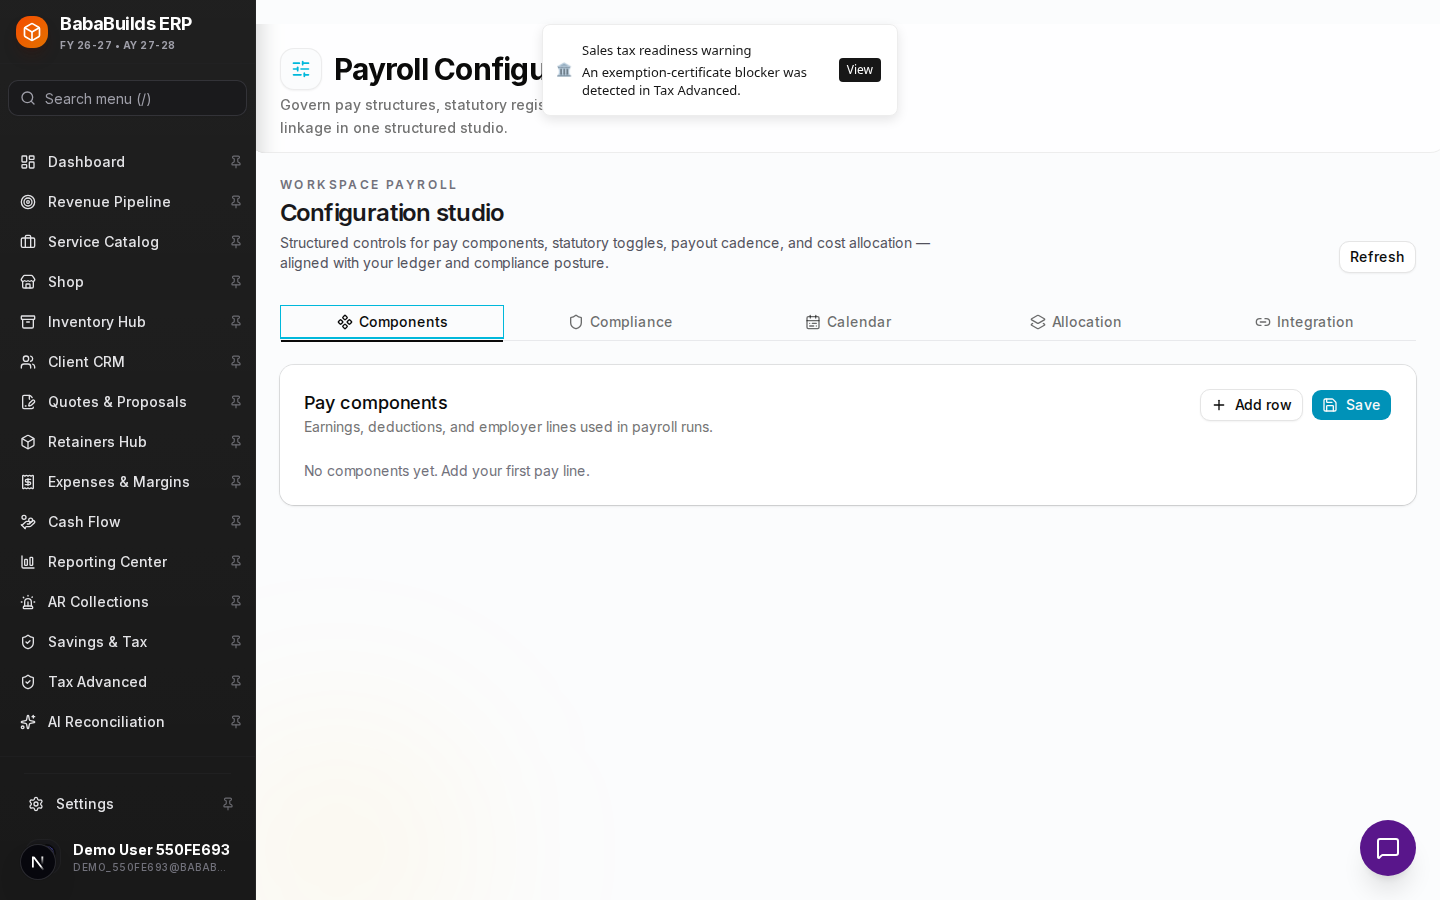 BabaBuilds ERP
FY 26-27 • AY 27-28
Search menu (/)
Dashboard
Revenue Pipeline
Service Catalog
Shop
Inventory Hub
Client CRM
Quotes & Proposals
Retainers Hub
Expenses & Margins
Cash Flow
Reporting Center
AR Collections
Savings & Tax
Tax Advanced
AI Reconciliation
Settings
Demo User 550FE693
DEMO_550FE693@BABAB...
Payroll Configu
Govern pay structures, statutory regis
linkage in one structured studio.
Sales tax readiness warning
An exemption-certificate blocker was
detected in Tax Advanced.
View
WORKSPACE PAYROLL
Configuration studio
Structured controls for pay components, statutory toggles, payout cadence, and cost allocation —
aligned with your ledger and compliance posture.
Refresh
Components
Compliance
Calendar
Allocation
Integration
Pay components
Earnings, deductions, and employer lines used in payroll runs.
Add row
Save
No components yet. Add your first pay line.